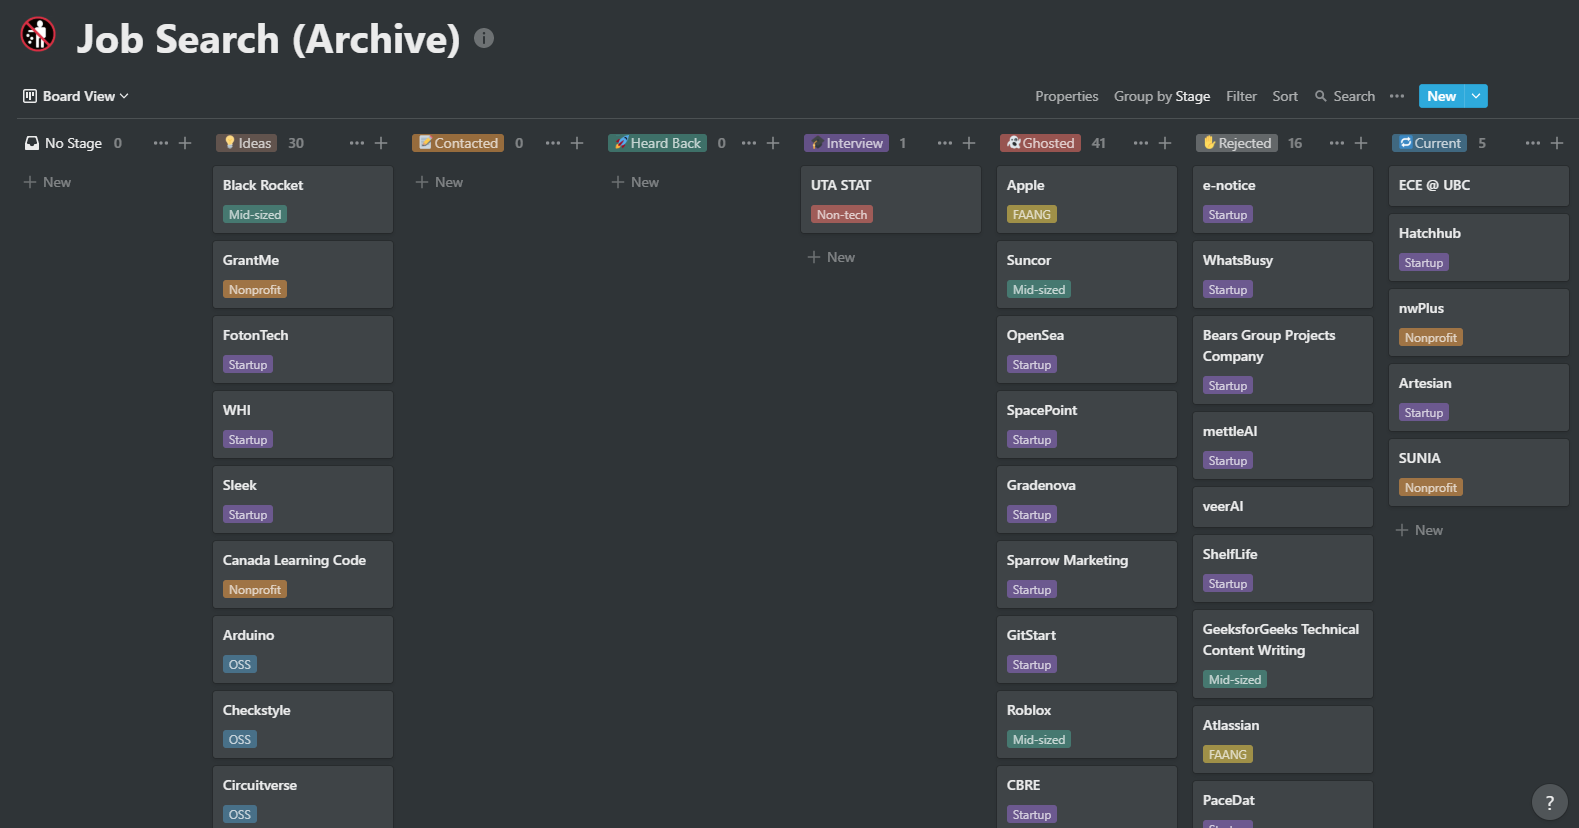 Job Search (Archive)
Board View
Properties Group by Stage Filter Sort Search New
No Stage 0
New
Ideas 30
Black Rocket
Mid-sized
GrantMe
Nonprofit
FotonTech
Startup
WHI
Startup
Sleek
Startup
Canada Learning Code
Nonprofit
Arduino
OSS
Checkstyle
OSS
Circuitverse
OSS
Contacted 0
New
Heard Back 0
New
Interview 1
UTA STAT
Non-tech
New
Ghosted 41
Apple
FAANG
Suncor
Mid-sized
OpenSea
Startup
SpacePoint
Startup
Gradenova
Startup
Sparrow Marketing
Startup
GitStart
Startup
Roblox
Mid-sized
CBRE
Startup
Rejected 16
e-notice
Startup
WhatsBusy
Startup
Bears Group Projects
Company
Startup
mettleAI
Startup
veerAI
ShelfLife
Startup
GeeksforGeeks Technical
Content Writing
Mid-sized
Atlassian
FAANG
PaceDat
Startup
Current 5
ECE @ UBC
Hatchhub
Startup
nwPlus
Nonprofit
Artesian
Startup
SUNIA
Nonprofit
New
?